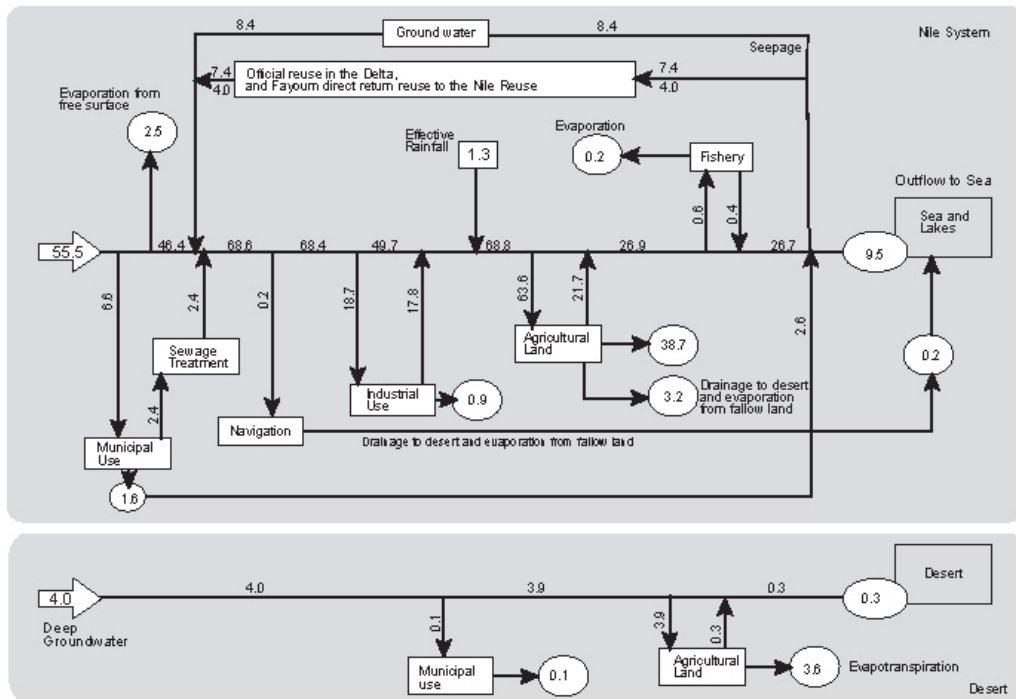 8.4
Ground water
8.4
Nile System
Seepage
7.4
4.0
Official reuse in the Delta,
and Fayoum direct return reuse to the Nile Reuse
7.4
4.0
Evaporation from
free surface
2.5
Effective
Rainfall
1.3
Evaporation
0.2
Fishery
Outflow to Sea
Sea and
Lakes
0.6
0.4
55.5
46.4
68.6
68.4
49.7
68.8
26.9
26.7
9.5
6.6
2.4
0.2
18.7
17.8
63.6
21.7
2.6
Sewage
Treatment
Agricultural
Land
38.7
0.2
2.4
Industrial
Use
0.9
3.2
Drainage to desert
and evaporation
from fallow land
Municipal
Use
Navigation
Drainage to desert and euaporation from fallow land
1.6
4.0
4.0
3.9
0.3
0.3
Desert
Deep
Groundwater
0.1
3.9
0.3
Municipal
use
0.1
Agricultural
Land
3.6
Evapotranspiration
Desert